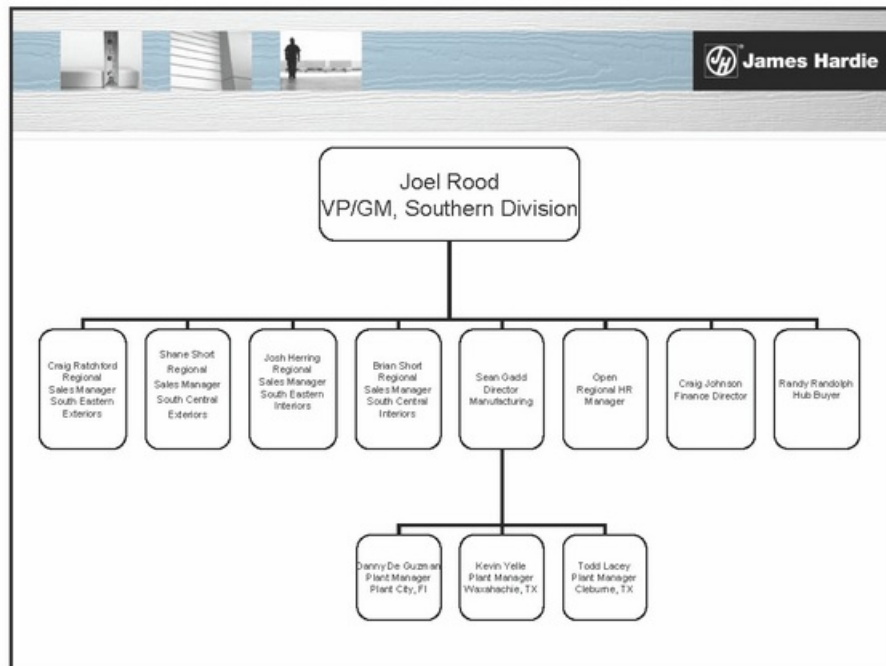 JH James Hardie
Joel Rood
VP/GM, Southern Division
Craig Ratchford
Regional
Sales Manager
South Eastern
Exteriors
Shane Short
Regional
Sales Manager
South Central
Exteriors
Josh Herring
Regional
Sales Manager
South Eastern
Interiors
Brian Short
Regional
Sales Manager
South Central
Interiors
Sean Gadd
Director
Manufacturing
Open
Regional HR
Manager
Craig Johnson
Finance Director
Randy Randolph
Hub Buyer
Danny De Guzman
Plant Manager
Plant City, Fl
Kevin Yelle
Plant Manager
Waxahachie, TX
Todd Lacey
Plant Manager
Cleburne, TX